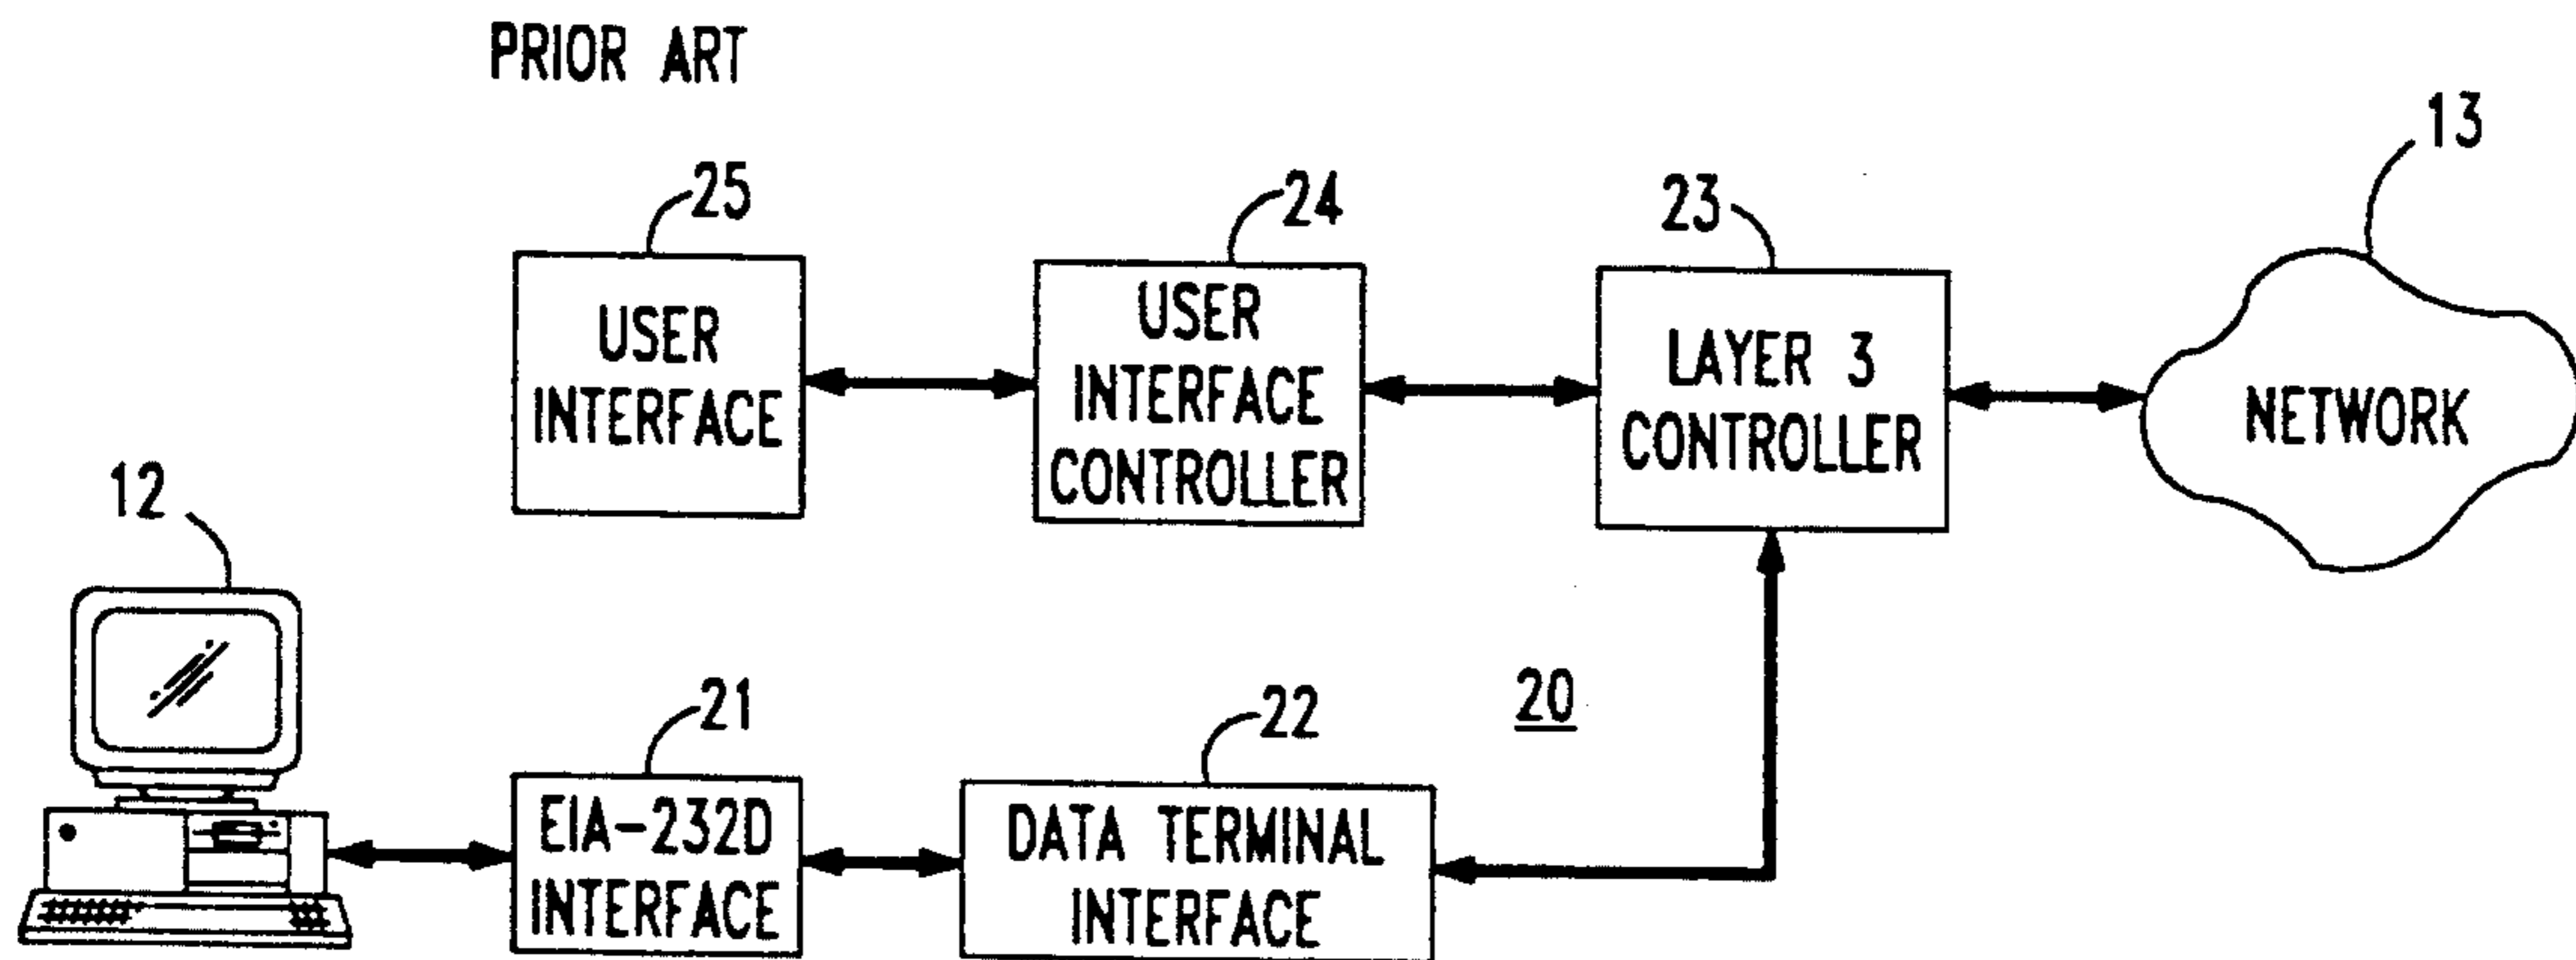 PRIOR ART
13
25
24
23
USER
INTERFACE
USER
INTERFACE
CONTROLLER
LAYER 3
CONTROLLER
NETWORK
12
21
22
20
EIA-232D
INTERFACE
DATA TERMINAL
INTERFACE